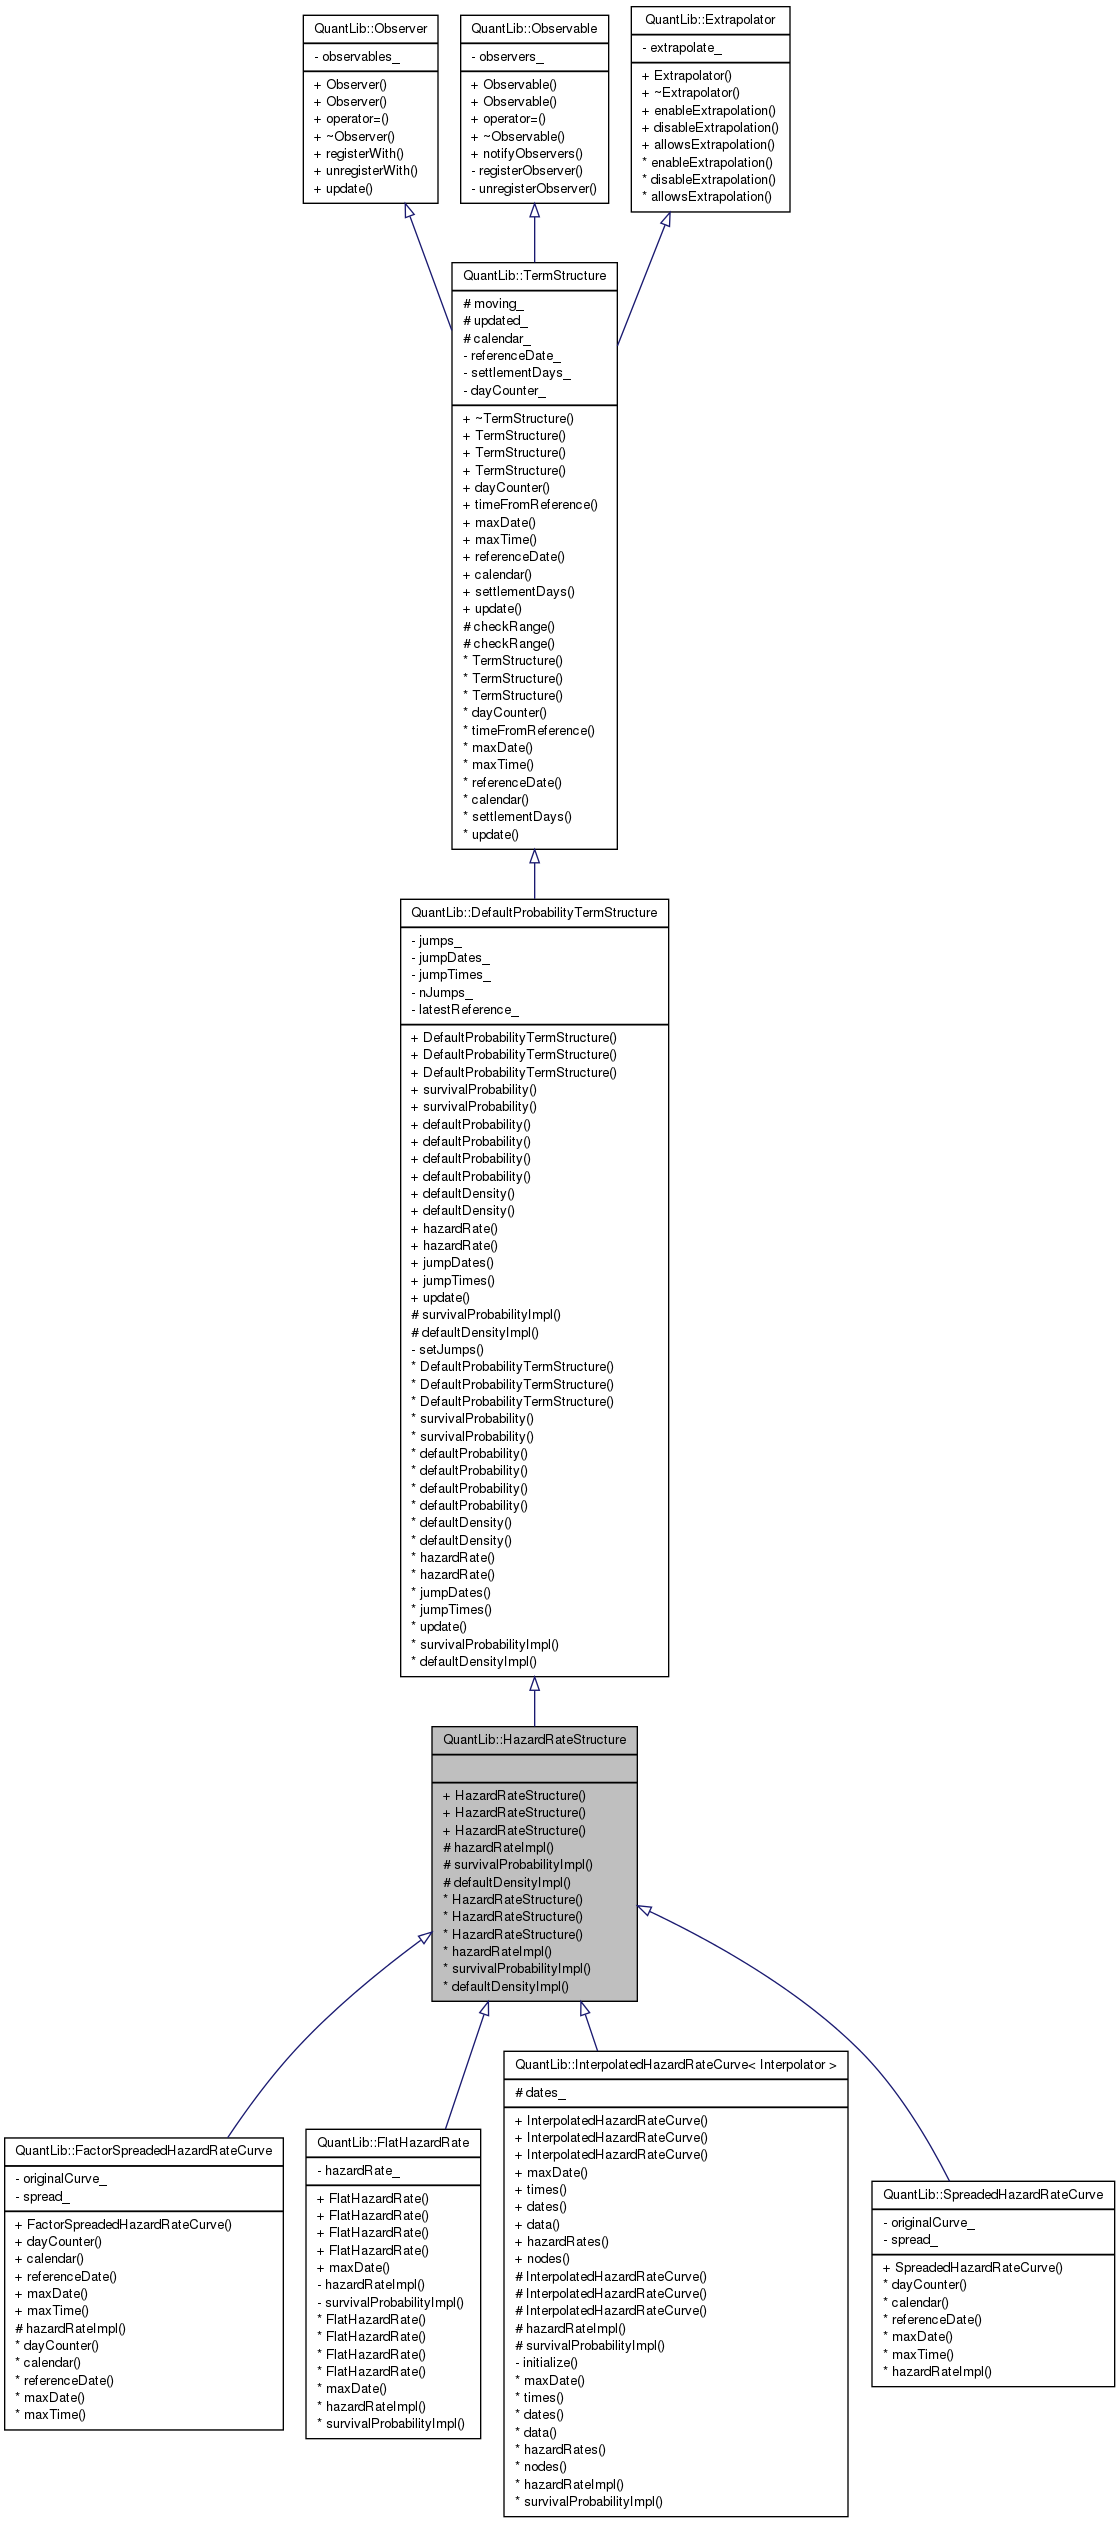 QuantLib::Observer
- observables_
+ Observer()
+ Observer()
+ operator=()
+ ~Observer()
+ registerWith()
+ unregisterWith()
+ update()
QuantLib::Observable
- observers_
+ Observable()
+ Observable()
+ operator=()
+ ~Observable()
+ notifyObservers()
- registerObserver()
- unregisterObserver()
QuantLib::Extrapolator
- extrapolate_
+ Extrapolator()
+ ~Extrapolator()
+ enableExtrapolation()
+ disableExtrapolation()
+ allowsExtrapolation()
* enableExtrapolation()
* disableExtrapolation()
* allowsExtrapolation()
QuantLib::TermStructure
# moving_
# updated_
# calendar_
- referenceDate_
- settlementDays_
- dayCounter_
+ ~TermStructure()
+ TermStructure()
+ TermStructure()
+ TermStructure()
+ dayCounter()
+ timeFromReference()
+ maxDate()
+ maxTime()
+ referenceDate()
+ calendar()
+ settlementDays()
+ update()
# checkRange()
# checkRange()
* TermStructure()
* TermStructure()
* TermStructure()
* dayCounter()
* timeFromReference()
* maxDate()
* maxTime()
* referenceDate()
* calendar()
* settlementDays()
* update()
QuantLib::DefaultProbabilityTermStructure
- jumps_
- jumpDates_
- jumpTimes_
- nJumps_
- latestReference_
+ DefaultProbabilityTermStructure()
+ DefaultProbabilityTermStructure()
+ DefaultProbabilityTermStructure()
+ survivalProbability()
+ survivalProbability()
+ defaultProbability()
+ defaultProbability()
+ defaultProbability()
+ defaultProbability()
+ defaultDensity()
+ defaultDensity()
+ hazardRate()
+ hazardRate()
+ jumpDates()
+ jumpTimes()
+ update()
# survivalProbabilityImpl()
# defaultDensityImpl()
- setJumps()
* DefaultProbabilityTermStructure()
* DefaultProbabilityTermStructure()
* DefaultProbabilityTermStructure()
* survivalProbability()
* survivalProbability()
* defaultProbability()
* defaultProbability()
* defaultProbability()
* defaultProbability()
* defaultDensity()
* defaultDensity()
* hazardRate()
* hazardRate()
* jumpDates()
* jumpTimes()
* update()
* survivalProbabilityImpl()
* defaultDensityImpl()
QuantLib::HazardRateStructure
+ HazardRateStructure()
+ HazardRateStructure()
+ HazardRateStructure()
# hazardRateImpl()
# survivalProbabilityImpl()
# defaultDensityImpl()
* HazardRateStructure()
* HazardRateStructure()
* HazardRateStructure()
* hazardRateImpl()
* survivalProbabilityImpl()
* defaultDensityImpl()
QuantLib::FactorSpreadedHazardRateCurve
- originalCurve_
- spread_
+ FactorSpreadedHazardRateCurve()
+ dayCounter()
+ calendar()
+ referenceDate()
+ maxDate()
+ maxTime()
# hazardRateImpl()
* dayCounter()
* calendar()
* referenceDate()
* maxDate()
* maxTime()
QuantLib::FlatHazardRate
- hazardRate_
+ FlatHazardRate()
+ FlatHazardRate()
+ FlatHazardRate()
+ FlatHazardRate()
+ maxDate()
- hazardRateImpl()
- survivalProbabilityImpl()
* FlatHazardRate()
* FlatHazardRate()
* FlatHazardRate()
* FlatHazardRate()
* maxDate()
* hazardRateImpl()
* survivalProbabilityImpl()
QuantLib::InterpolatedHazardRateCurve< Interpolator >
# dates_
+ InterpolatedHazardRateCurve()
+ InterpolatedHazardRateCurve()
+ InterpolatedHazardRateCurve()
+ maxDate()
+ times()
+ dates()
+ data()
+ hazardRates()
+ nodes()
# InterpolatedHazardRateCurve()
# InterpolatedHazardRateCurve()
# InterpolatedHazardRateCurve()
# hazardRateImpl()
# survivalProbabilityImpl()
- initialize()
* maxDate()
* times()
* dates()
* data()
* hazardRates()
* nodes()
* hazardRateImpl()
* survivalProbabilityImpl()
QuantLib::SpreadedHazardRateCurve
- originalCurve_
- spread_
+ SpreadedHazardRateCurve()
* dayCounter()
* calendar()
* referenceDate()
* maxDate()
* maxTime()
* hazardRateImpl()